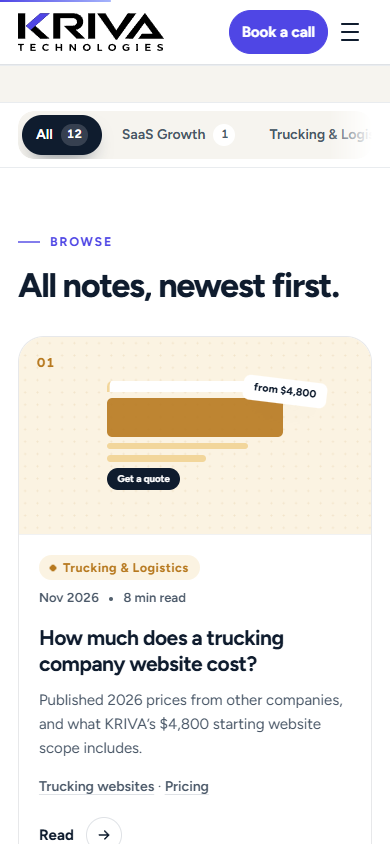 KRIVA
TECHNOLOGIES
Book a call
All 12 SaaS Growth 1 Trucking & Logi
BROWSE
All notes, newest first.
01
from $4,800
Get a quote
Trucking & Logistics
Nov 2026 • 8 min read
How much does a trucking
company website cost?
Published 2026 prices from other companies,
and what KRIVA's $4,800 starting website
scope includes.
Trucking websites · Pricing
Read →